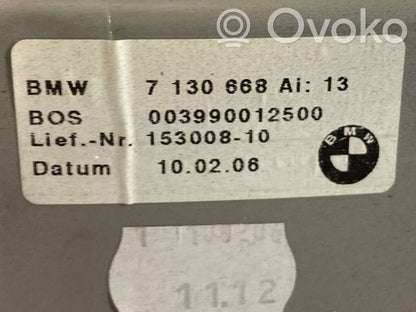 Ovoko
BMW 7 130 668 Ai: 13
BOS 003990012500
Lief.-Nr. 153008-10
Datum 10.02.06
BMW
11.12